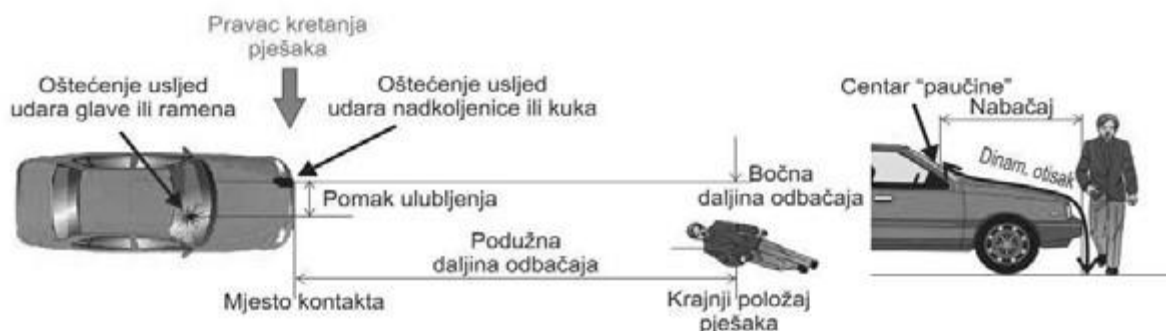 Pravac kretanja
pješaka
Oštećenje usljed
udara glave ili ramena
Oštećenje usljed
udara nadkoljenice ili kuka
Pomak ulubljenja
Bočna
daljina odbačaja
Podužna
daljina odbačaja
Mjesto kontakta
Krajnji položaj
pješaka
Centar "paučine"
Nabačaj
Dinam, otisak